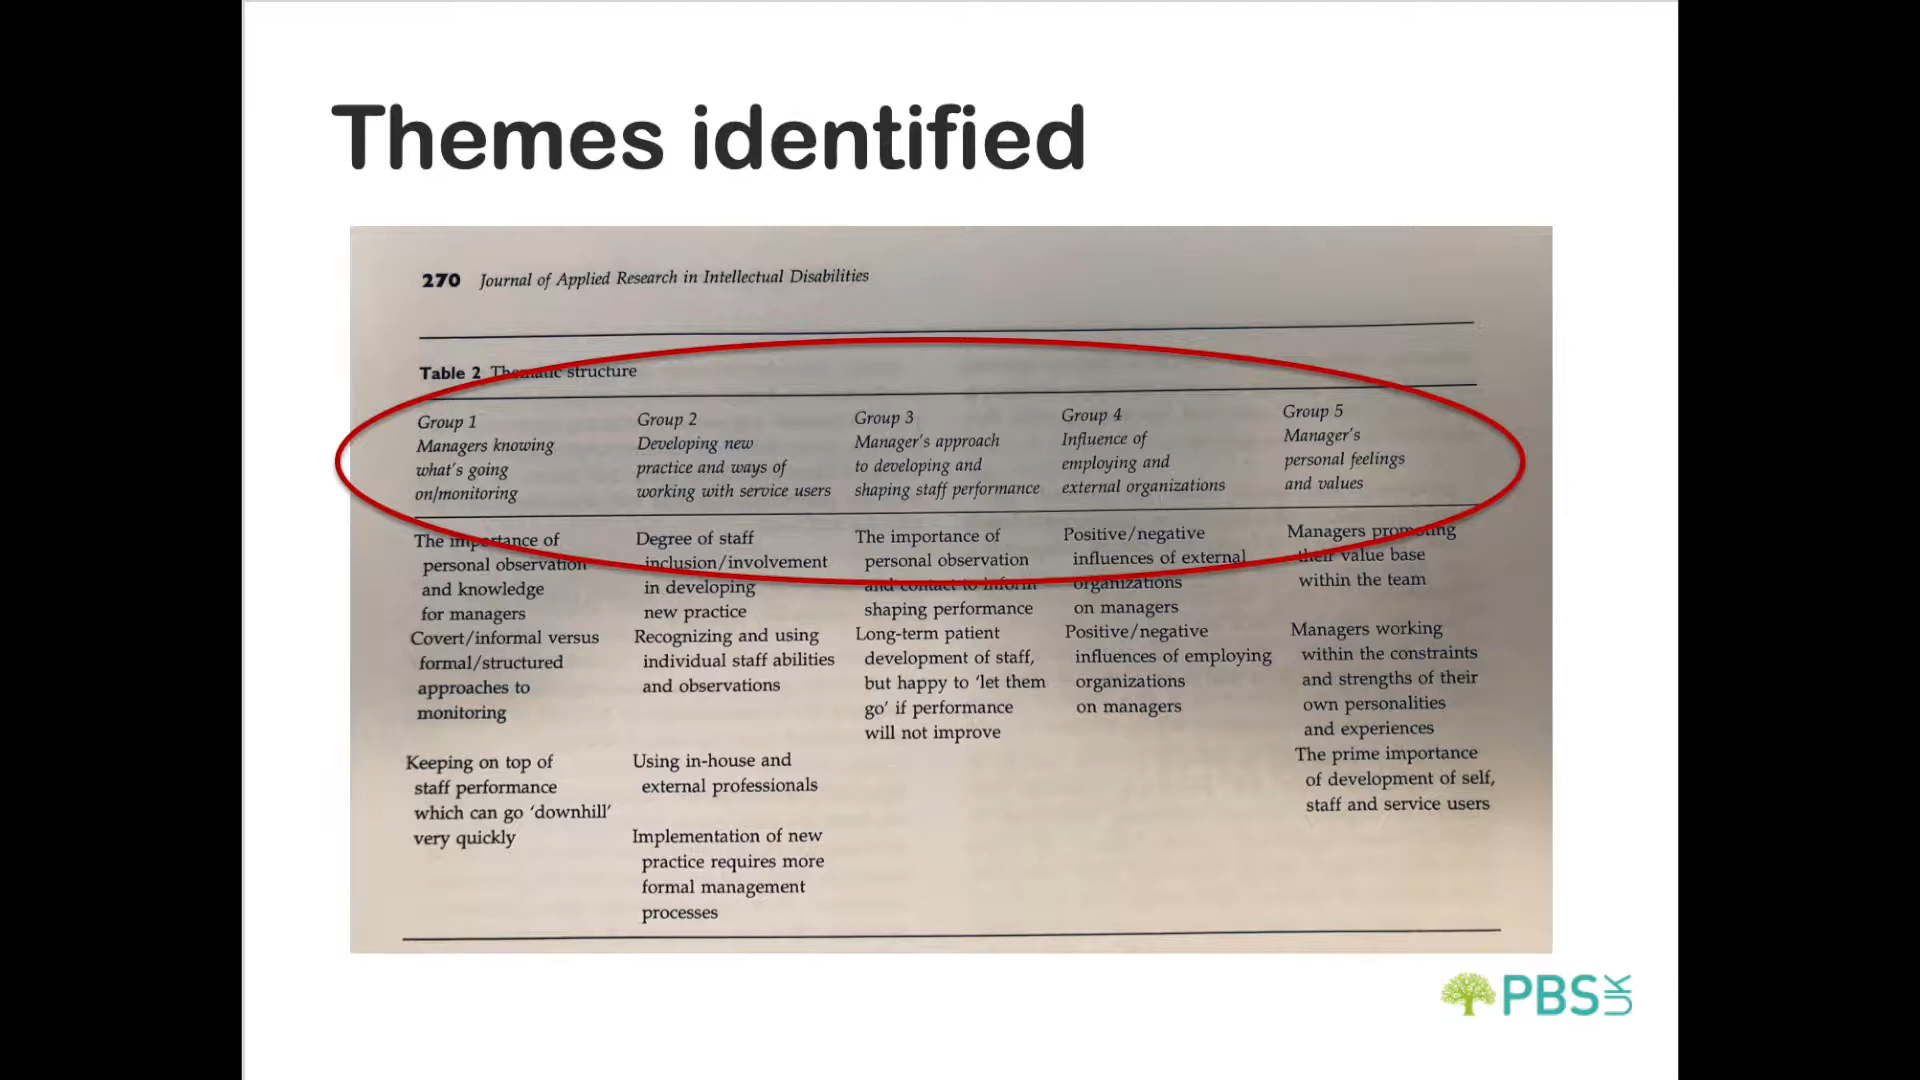 Themes identified
270 Journal of Applied Research in Intellectual Disabilities
Table 2 Thematic structure
Group 1
Managers knowing
what's going
on/monitoring
Group 2
Developing new
practice and ways of
working with service users
Group 3
Manager's approach
to developing and
shaping staff performance
Group 4
Influence of
employing and
external organizations
Group 5
Manager's
personal feelings
and values
The importance of
personal observation
and knowledge
for managers
Covert/informal versus
formal/structured
approaches to
monitoring
Keeping on top of
staff performance
which can go 'downhill'
very quickly
Degree of staff
inclusion/involvement
in developing
new practice
Recognizing and using
individual staff abilities
and observations
Using in-house and
external professionals
Implementation of new
practice requires more
formal management
processes
The importance of
personal observation
and contact to inform
shaping performance
Long-term patient
development of staff,
but happy to 'let them
go' if performance
will not improve
Positive/negative
influences of external
organizations
on managers
Positive/negative
influences of employing
organizations
on managers
Managers promoting
their value base
within the team
Managers working
within the constraints
and strengths of their
own personalities
and experiences
The prime importance
of development of self,
staff and service users
PBS UK